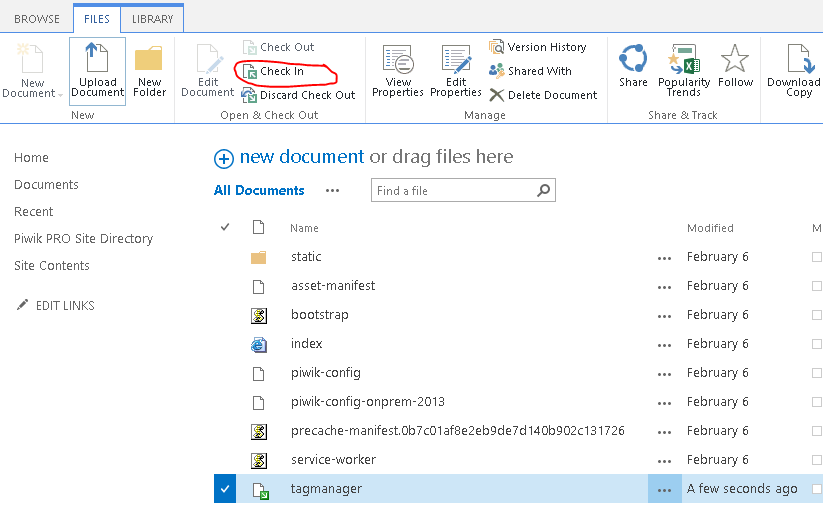 BROWSE FILES LIBRARY
New Document
Upload Document
New Folder
New
Edit Document
Check Out
Check In
Discard Check Out
Open & Check Out
View Properties
Edit Properties
Version History
Shared With
Delete Document
Manage
Share
Popularity Trends
Follow
Share & Track
Download Copy
Home
Documents
Recent
Piwik PRO Site Directory
Site Contents
EDIT LINKS
new document or drag files here
All Documents ••• Find a file
Name Modified M
static ••• February 6
asset-manifest ••• February 6
bootstrap ••• February 6
index ••• February 6
piwik-config ••• February 6
piwik-config-onprem-2013 ••• February 6
precache-manifest.0b7c01af8e2eb9de7d140b902c131726 ••• February 6
service-worker ••• February 6
tagmanager ••• A few seconds ago